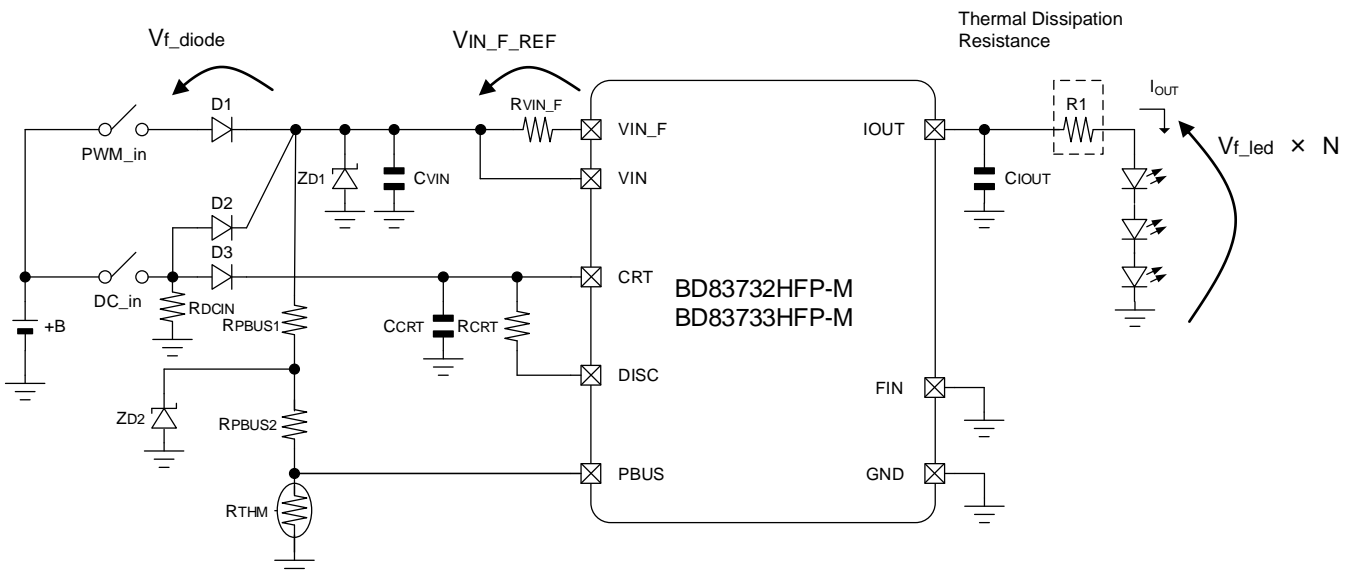 Thermal Dissipation
Resistance
Vf_diode
VIN_F_REF
D1
RVIN_F
R1
IOUT
PWM_in
VIN_F
IOUT
Vf_led × N
ZD1
CVIN
VIN
CIOUT
D2
D3
CRT
DC_in
BD83732HFP-M
BD83733HFP-M
RDCIN
+B
RPBUS1
CCRT
RCRT
DISC
FIN
ZD2
RPBUS2
PBUS
GND
RTHM